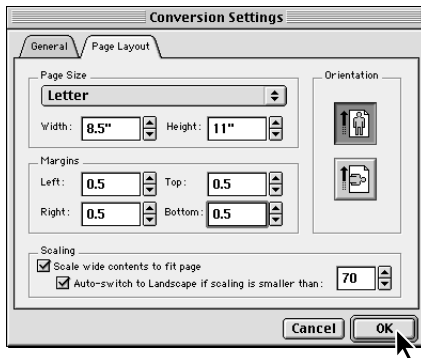 Conversion Settings
General Page Layout
Page Size
Letter
Width: 8.5" Height: 11"
Orientation
Margins
Left: 0.5 Top: 0.5
Right: 0.5 Bottom: 0.5
Scaling
Scale wide contents to fit page
Auto-switch to Landscape if scaling is smaller than: 70
Cancel OK